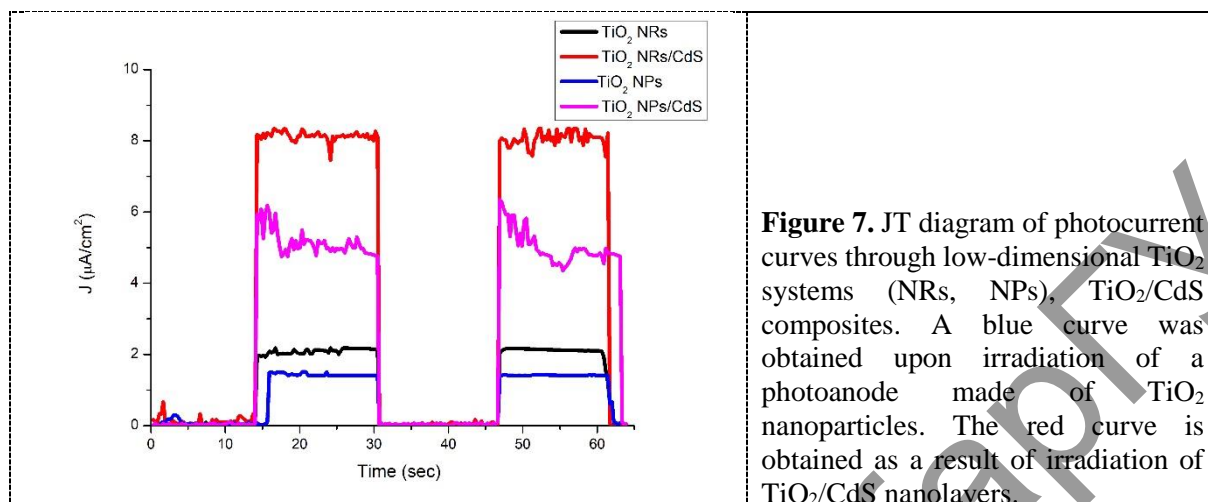 TiO₂ NRs
TiO₂ NRs/CdS
TiO₂ NPs
TiO₂ NPs/CdS
10
8
6
4
2
0
J (µA/cm²)
0 10 20 30 40 50 60
Time (sec)
Figure 7. JT diagram of photocurrent
curves through low-dimensional TiO₂
systems (NRs, NPs), TiO₂/CdS
composites. A blue curve was
obtained upon irradiation of a
photoanode made of TiO₂
nanoparticles. The red curve is
obtained as a result of irradiation of
TiO₂/CdS nanolayers.